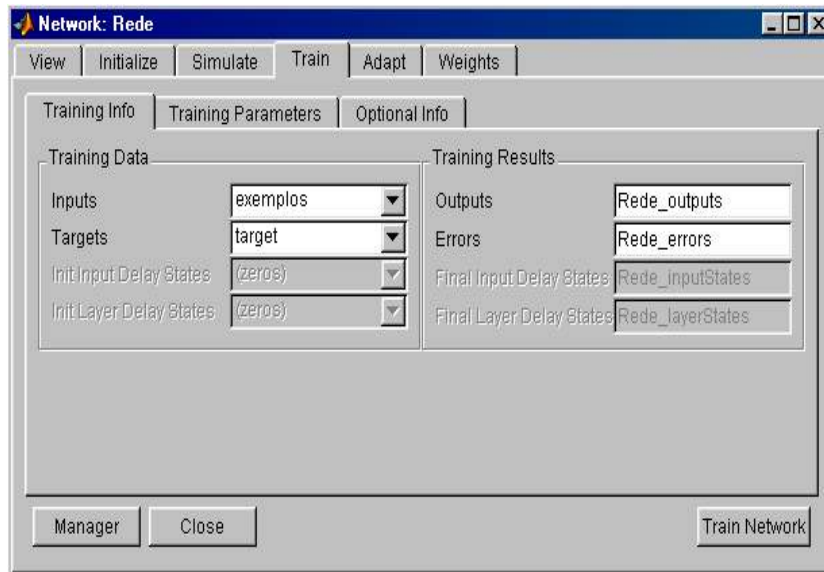 Network: Rede
View Initialize Simulate Train Adapt Weights
Training Info Training Parameters Optional Info
Training Data
Inputs exemplos
Targets target
Init Input Delay States (zeros)
Init Layer Delay States (zeros)
Training Results
Outputs Rede_outputs
Errors Rede_errors
Final Input Delay States Rede_inputStates
Final Layer Delay States Rede_layerStates
Manager Close Train Network